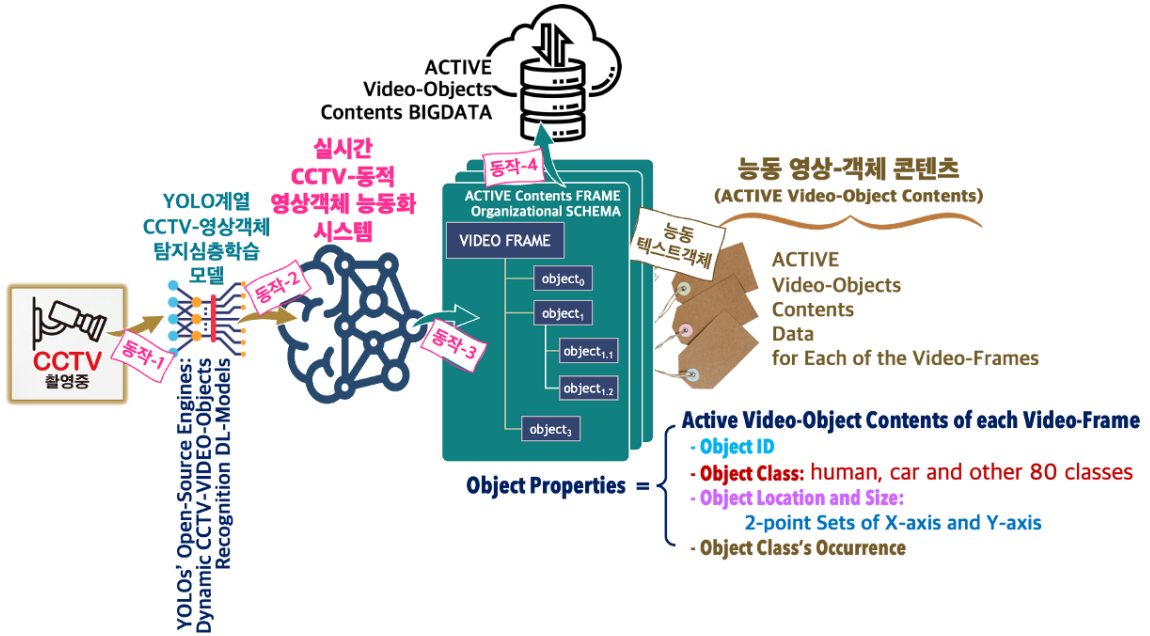 ACTIVE
Video-Objects
Contents BIGDATA
실시간
CCTV-동적
영상객체 능동화
시스템
YOLO계열
CCTV-영상객체
탐지심층학습
모델
CCTV
촬영중
동작-1
동작-2
동작-3
동작-4
YOLOs' Open-Source Engines:
Dynamic CCTV-VIDEO-Objects
Recognition DL-Models
ACTIVE Contents FRAME
Organizational SCHEMA
VIDEO FRAME
object0
object1
object1.1
object1.2
object3
능동
텍스트객체
능동 영상-객체 콘텐츠
(ACTIVE Video-Object Contents)
ACTIVE
Video-Objects
Contents
Data
for Each of the Video-Frames
Object Properties =
Active Video-Object Contents of each Video-Frame
- Object ID
- Object Class: human, car and other 80 classes
- Object Location and Size:
2-point Sets of X-axis and Y-axis
- Object Class's Occurrence